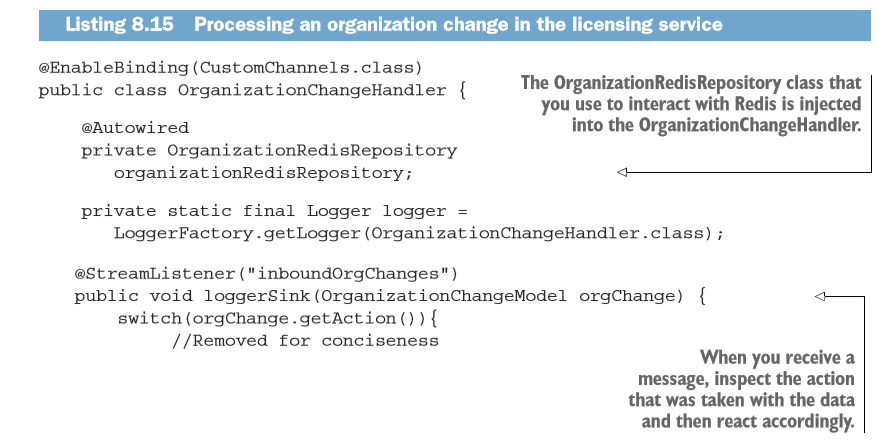 Listing 8.15 Processing an organization change in the licensing service
@EnableBinding(CustomChannels.class)
public class OrganizationChangeHandler {
The OrganizationRedisRepository class that
you use to interact with Redis is injected
into the OrganizationChangeHandler.
@Autowired
private OrganizationRedisRepository
organizationRedisRepository;
private static final Logger logger =
LoggerFactory.getLogger(OrganizationChangeHandler.class);
@StreamListener("inboundOrgChanges")
public void loggerSink(OrganizationChangeModel orgChange) {
switch(orgChange.getAction()){
//Removed for conciseness
When you receive a
message, inspect the action
that was taken with the data
and then react accordingly.